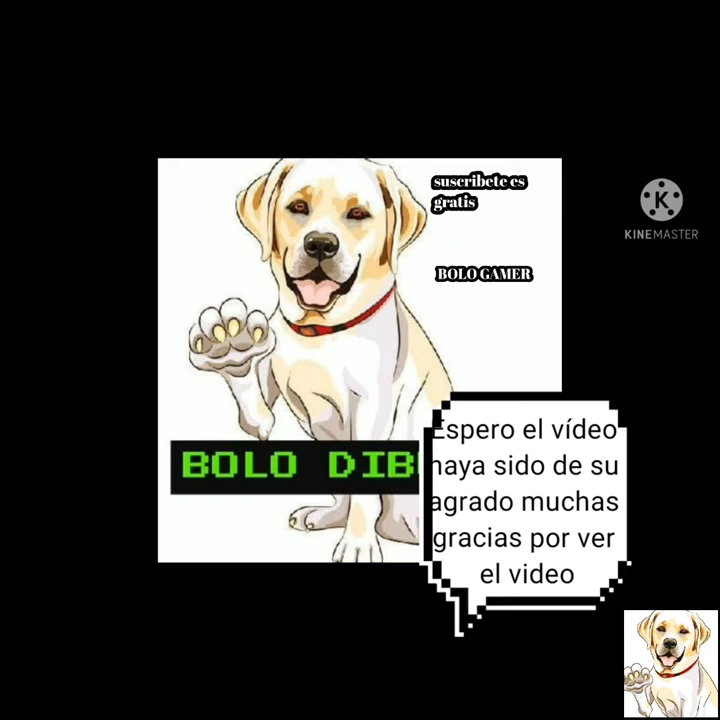 suscribete es
gratis
KINEMASTER
BOLO GAMER
BOLO DIB
Espero el vídeo
haya sido de su
agrado muchas
gracias por ver
el video